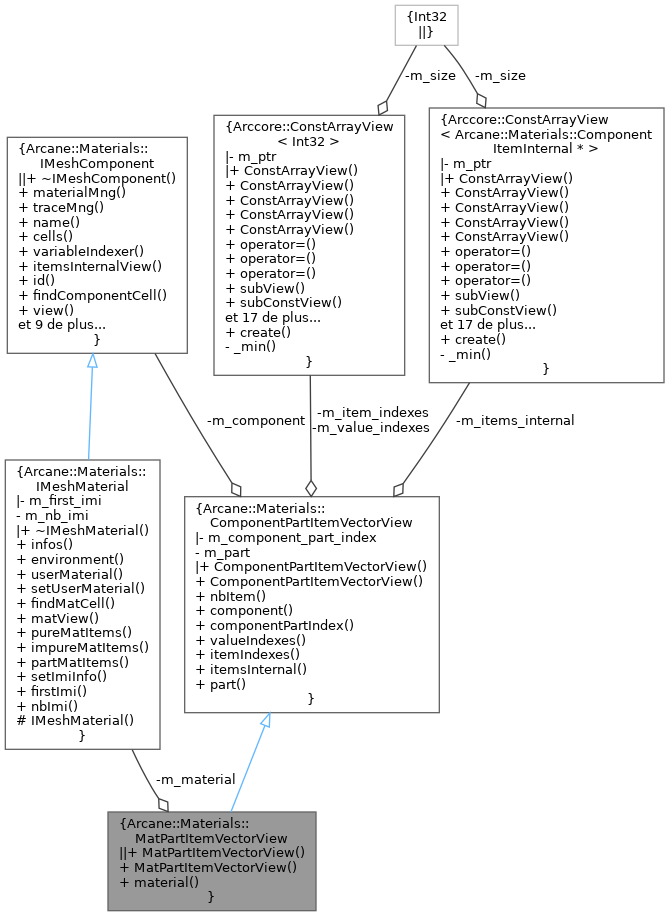 {Int32
||}
-m_size
-m_size
{Arccore::ConstArrayView
< Int32 >
|- m_ptr
|+ ConstArrayView()
+ ConstArrayView()
+ ConstArrayView()
+ ConstArrayView()
+ ConstArrayView()
+ operator=()
+ operator=()
+ operator=()
+ subView()
+ subConstView()
et 17 de plus...
+ create()
- _min()
}
{Arccore::ConstArrayView
< Arcane::Materials::Component
ItemInternal * >
|- m_ptr
|+ ConstArrayView()
+ ConstArrayView()
+ ConstArrayView()
+ ConstArrayView()
+ ConstArrayView()
+ operator=()
+ operator=()
+ operator=()
+ subView()
+ subConstView()
et 17 de plus...
+ create()
- _min()
}
{Arcane::Materials::
IMeshComponent
||+ ~IMeshComponent()
+ materialMng()
+ traceMng()
+ name()
+ cells()
+ variableIndexer()
+ itemsInternalView()
+ id()
+ findComponentCell()
+ view()
et 9 de plus...
}
-m_component
-m_item_indexes
-m_value_indexes
-m_items_internal
{Arcane::Materials::
IMeshMaterial
|- m_first_imi
- m_nb_imi
|+ ~IMeshMaterial()
+ infos()
+ environment()
+ userMaterial()
+ setUserMaterial()
+ findMatCell()
+ matView()
+ pureMatItems()
+ impureMatItems()
+ partMatItems()
+ setImiInfo()
+ firstImi()
+ nbImi()
# IMeshMaterial()
}
{Arcane::Materials::
ComponentPartItemVectorView
|- m_component_part_index
- m_part
|+ ComponentPartItemVectorView()
+ ComponentPartItemVectorView()
+ nbItem()
+ component()
+ componentPartIndex()
+ valueIndexes()
+ itemIndexes()
+ itemsInternal()
+ part()
}
-m_material
{Arcane::Materials::
MatPartItemVectorView
||+ MatPartItemVectorView()
+ MatPartItemVectorView()
+ material()
}